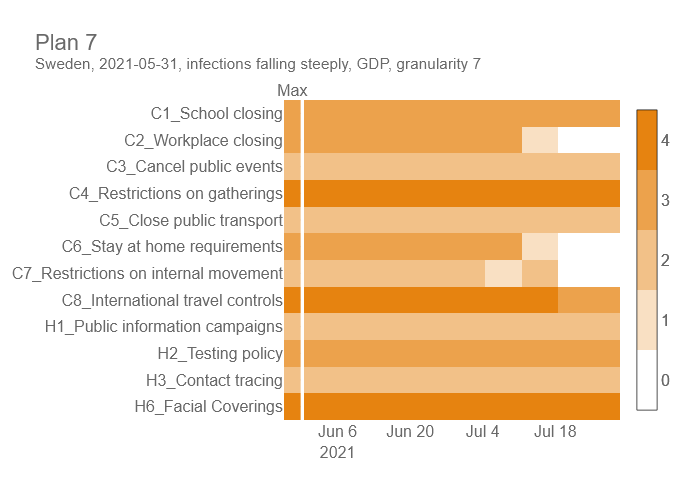 Plan 7
Sweden, 2021-05-31, infections falling steeply, GDP, granularity 7
Max
C1_School closing
C2_Workplace closing
C3_Cancel public events
C4_Restrictions on gatherings
C5_Close public transport
C6_Stay at home requirements
C7_Restrictions on internal movement
C8_International travel controls
H1_Public information campaigns
H2_Testing policy
H3_Contact tracing
H6_Facial Coverings
Jun 6 Jun 20 Jul 4 Jul 18
2021
4
3
2
1
0